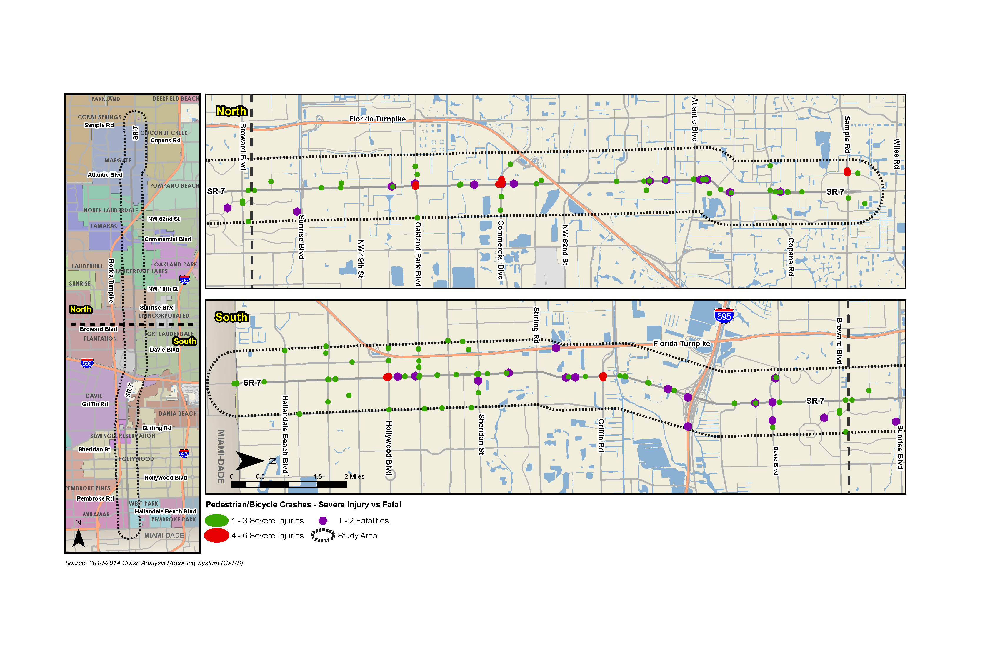 PARKLAND
DEERFIELD BEACH
CORAL SPRINGS
Sample Rd
SR 7
COCONUT CREEK
Copans Rd
MARGATE
Atlantic Blvd
POMPANO BEACH
NORTH LAUDERDALE
NW 62nd St
TAMARAC
Commercial Blvd
Florida Turnpike
LAUDERHILL
OAKLAND PARK
LAUDERDALE LAKES
95
SUNRISE
NW 19th St
North
Sunrise Blvd
UNINCORPORATED
Broward Blvd
PLANTATION
FORT LAUDERDALE
South
Davie Blvd
595
SR 7
DAVIE
Griffin Rd
DANIA BEACH
Stirling Rd
SEMINOLE RESERVATION
Sheridan St
95
HOLLYWOOD
Hollywood Blvd
PEMBROKE PINES
Pembroke Rd
WEST PARK
Hallandale Beach Blvd
MIRAMAR
PEMBROKE PARK
N
MIAMI-DADE
North
Florida Turnpike
Broward Blvd
Atlantic Blvd
Sample Rd
Wiles Rd
SR 7
SR 7
Sunrise Blvd
NW 19th St
Oakland Park Blvd
Commercial Blvd
NW 62nd St
Copans Rd
South
Stirling Rd
595
Broward Blvd
Florida Turnpike
SR 7
SR 7
MIAMI-DADE
Hallandale Beach Blvd
Hollywood Blvd
Sheridan St
Griffin Rd
Davie Blvd
Sunrise Blvd
N
0 0.5 1 1.5 2 Miles
Pedestrian/Bicycle Crashes - Severe Injury vs Fatal
1 - 3 Severe Injuries
1 - 2 Fatalities
4 - 6 Severe Injuries
Study Area
Source: 2010-2014 Crash Analysis Reporting System (CARS)